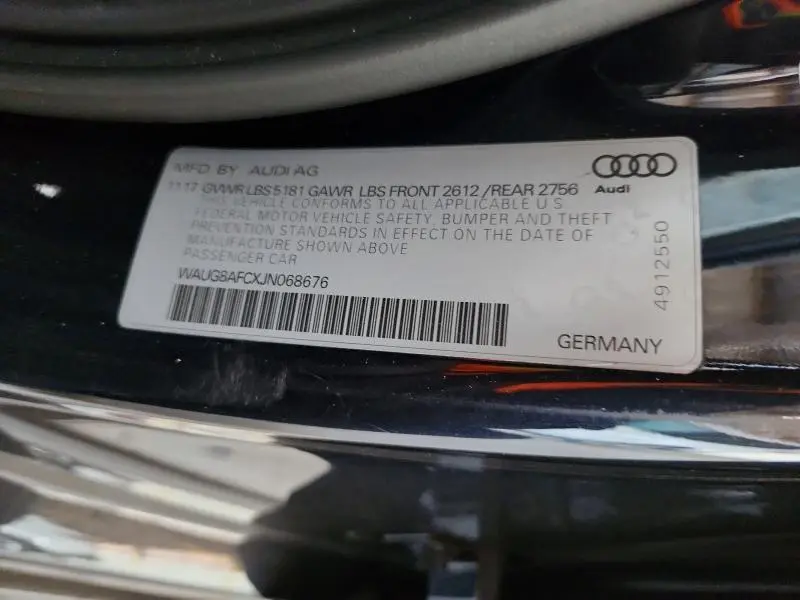 MFD BY AUDI AG
11 17 GVWR LBS 5181 GAWR LBS FRONT 2612 /REAR 2756
THIS VEHICLE CONFORMS TO ALL APPLICABLE U S
FEDERAL MOTOR VEHICLE SAFETY, BUMPER AND THEFT
PREVENTION STANDARDS IN EFFECT ON THE DATE OF
MANUFACTURE SHOWN ABOVE
PASSENGER CAR
WAUG8AFCXJN068676
Audi
4912550
GERMANY